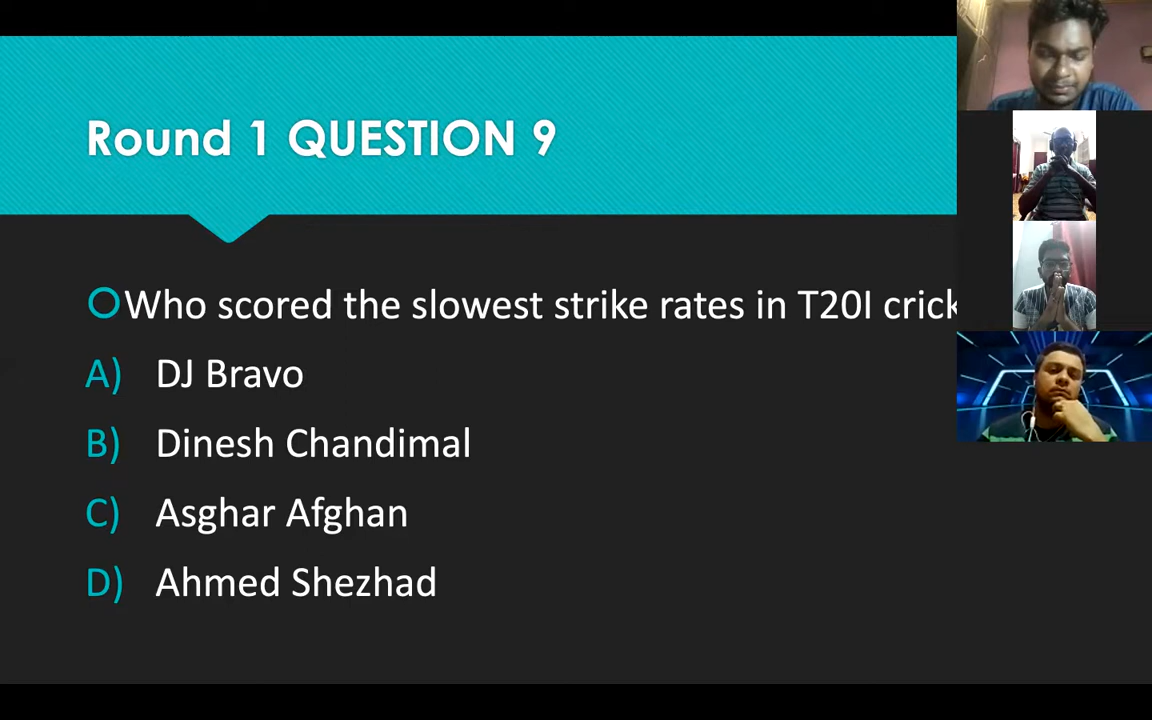 Round 1 QUESTION 9
Who scored the slowest strike rates in T20I
A) DJ Bravo
B) Dinesh Chandimal
C) Asghar Afghan
D) Ahmed Shezhad